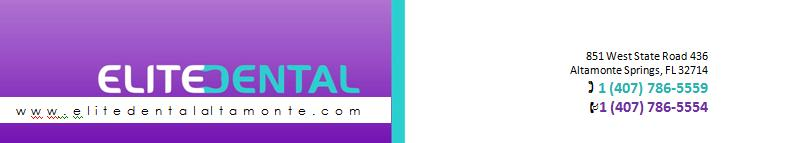 ELITEDENTAL
www.elitedentalaltamonte.com
851 West State Road 436
Altamonte Springs, FL 32714
1 (407) 786-5559
1 (407) 786-5554